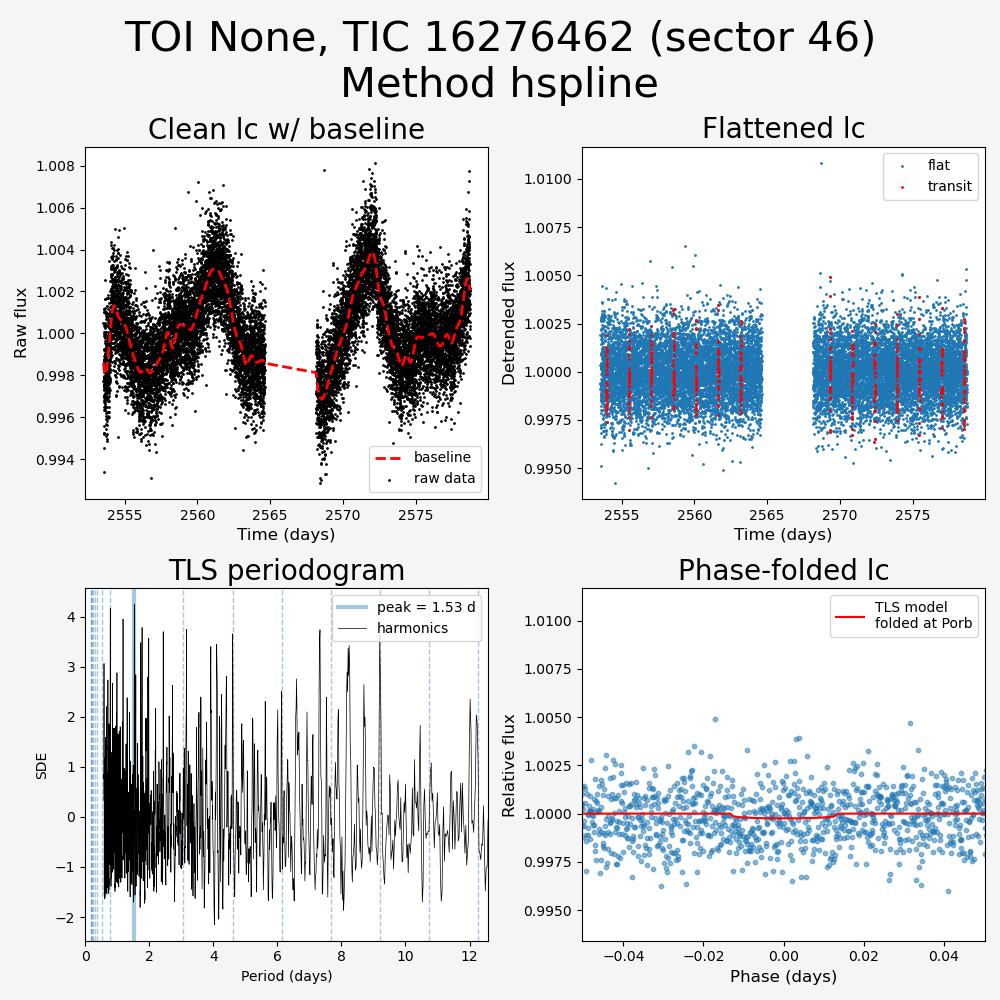 TOI None, TIC 16276462 (sector 46)
Method hspline
Clean lc w/ baseline
Raw flux
1.008
1.006
1.004
1.002
1.000
0.998
0.996
0.994
baseline
raw data
2555 2560 2565 2570 2575
Time (days)
Flattened lc
Detrended flux
1.0100
1.0075
1.0050
1.0025
1.0000
0.9975
0.9950
flat
transit
2555 2560 2565 2570 2575
Time (days)
TLS periodogram
SDE
4
3
2
1
0
−1
−2
peak = 1.53 d
harmonics
0 2 4 6 8 10 12
Period (days)
Phase-folded lc
Relative flux
1.0100
1.0075
1.0050
1.0025
1.0000
0.9975
0.9950
TLS model
folded at Porb
−0.04 −0.02 0.00 0.02 0.04
Phase (days)